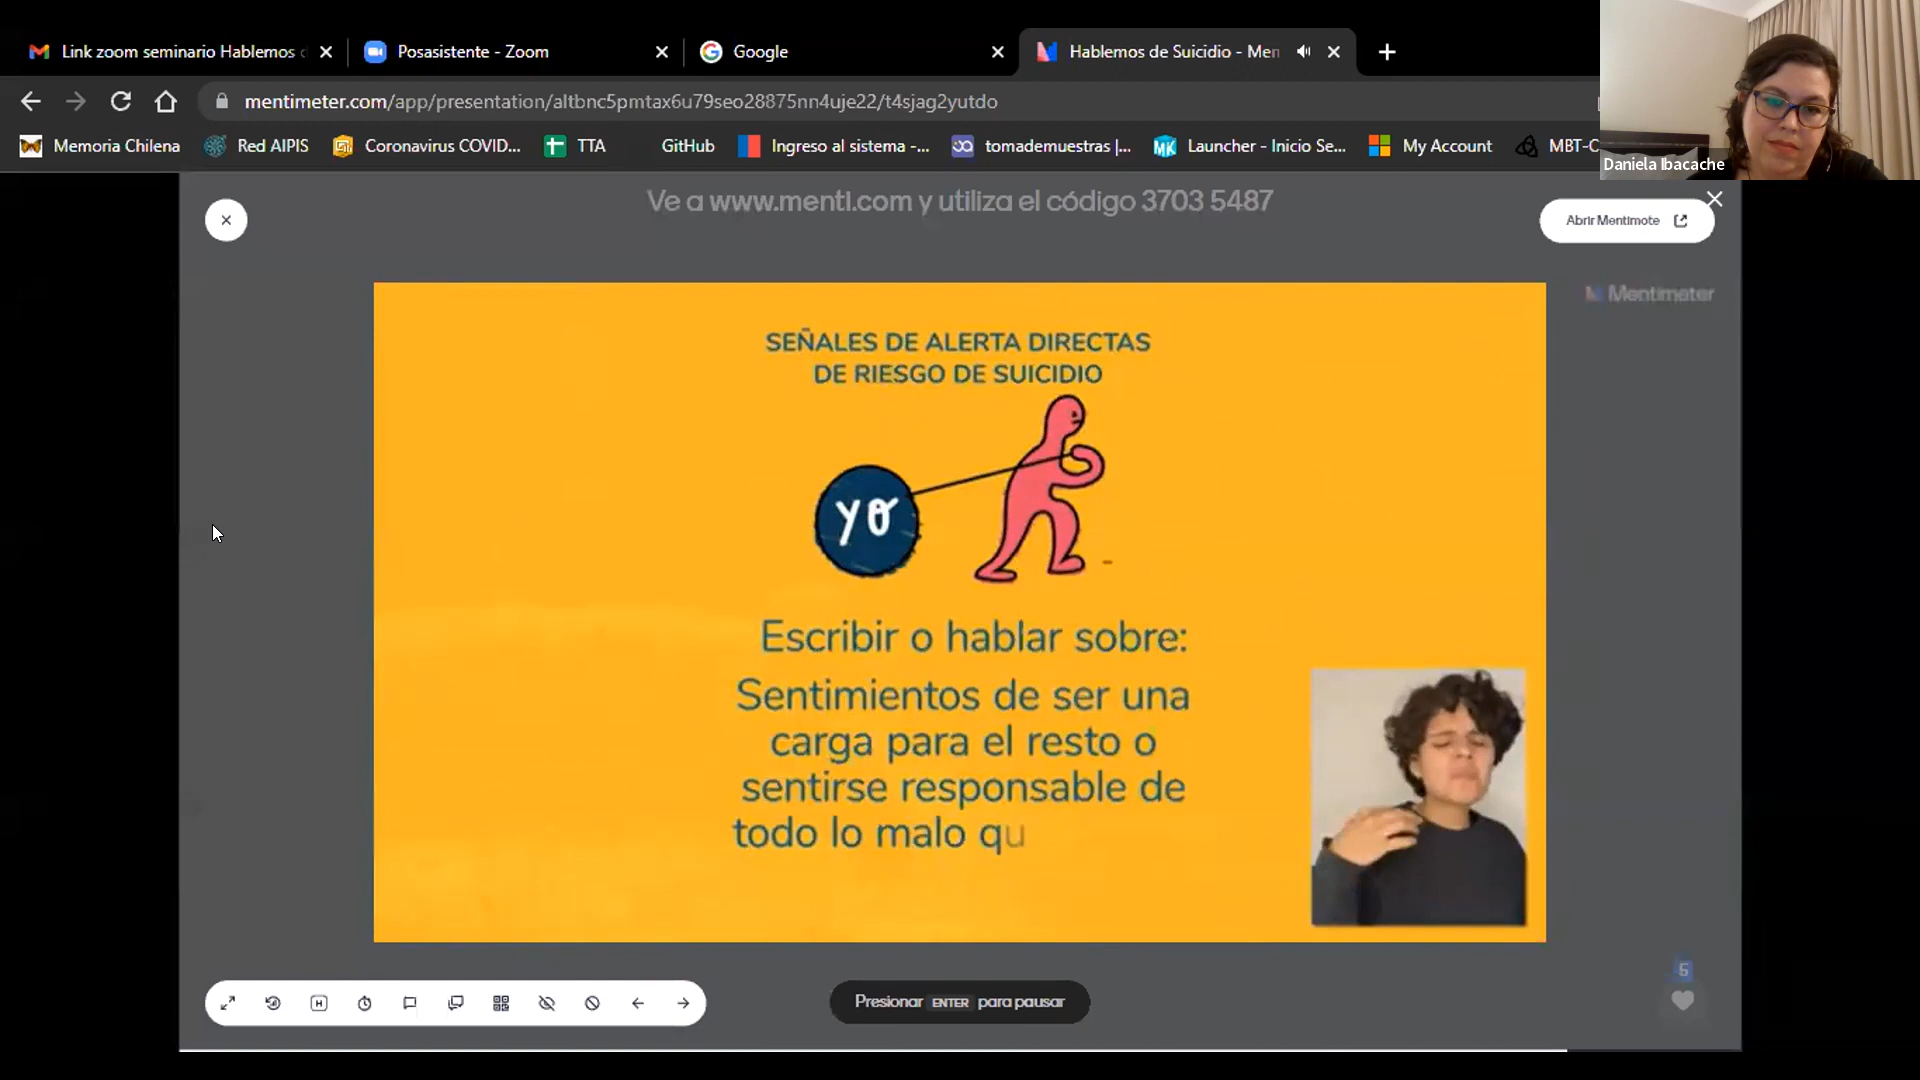 Link zoom seminario Hablemos d
Posasistente - Zoom
Google
Hablemos de Suicidio - Men
mentimeter.com/app/presentation/altbnc5pmtax6u79seo28875nn4uje22/t4sjag2yutdo
Memoria Chilena
Red AIPIS
Coronavirus COVID...
TTA
GitHub
Ingreso al sistema -...
tomademuestras |...
Launcher - Inicio Se...
My Account
MBT-C
Daniela Ibacache
Ve a www.menti.com y utiliza el código 3703 5487
Abrir Mentimote
Mentimeter
SEÑALES DE ALERTA DIRECTAS
DE RIESGO DE SUICIDIO
yo
Escribir o hablar sobre:
Sentimientos de ser una
carga para el resto o
sentirse responsable de
todo lo malo qu
Presionar ENTER para pausar
5